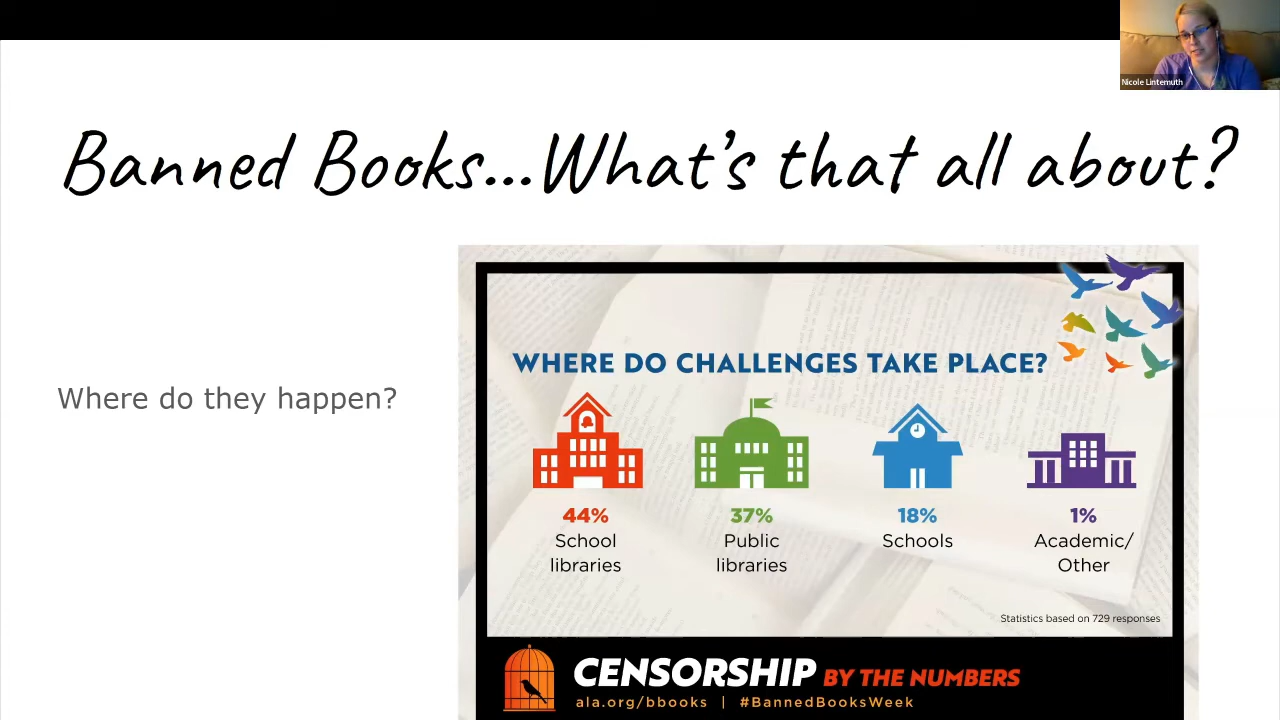 Nicole Lintemuth
Banned Books...What's that all about?
Where do they happen?
WHERE DO CHALLENGES TAKE PLACE?
44%
School
libraries
37%
Public
libraries
18%
Schools
1%
Academic/
Other
Statistics based on 729 responses
CENSORSHIP BY THE NUMBERS
ala.org/bbooks | #BannedBooksWeek